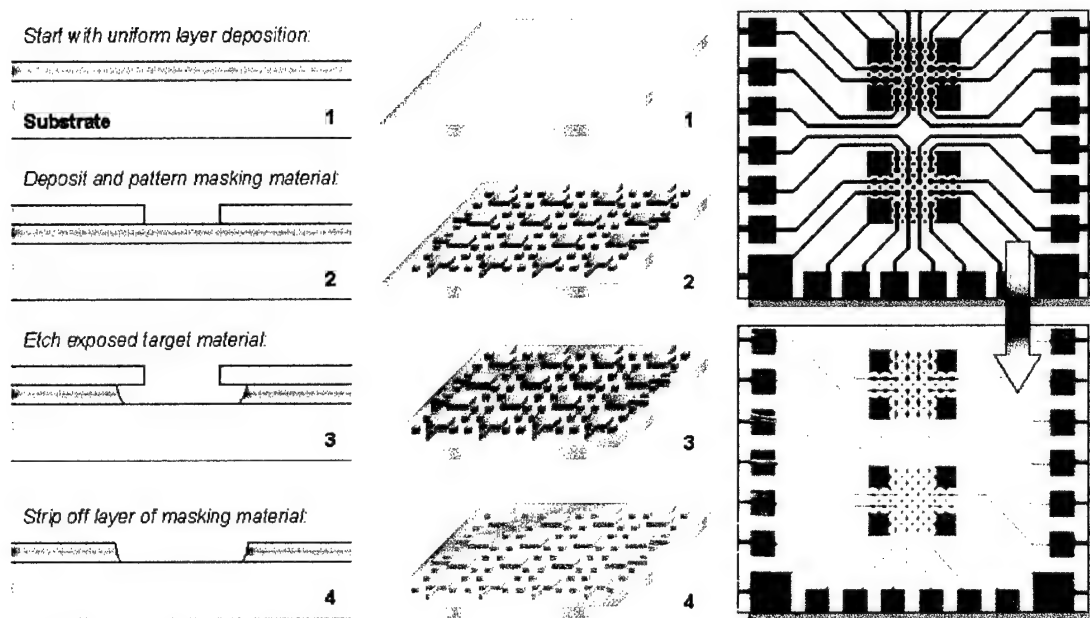 Start with uniform layer deposition:
Substrate 1
Deposit and pattern masking material:
2
Etch exposed target material:
3
Strip off layer of masking material:
4
1
2
3
4